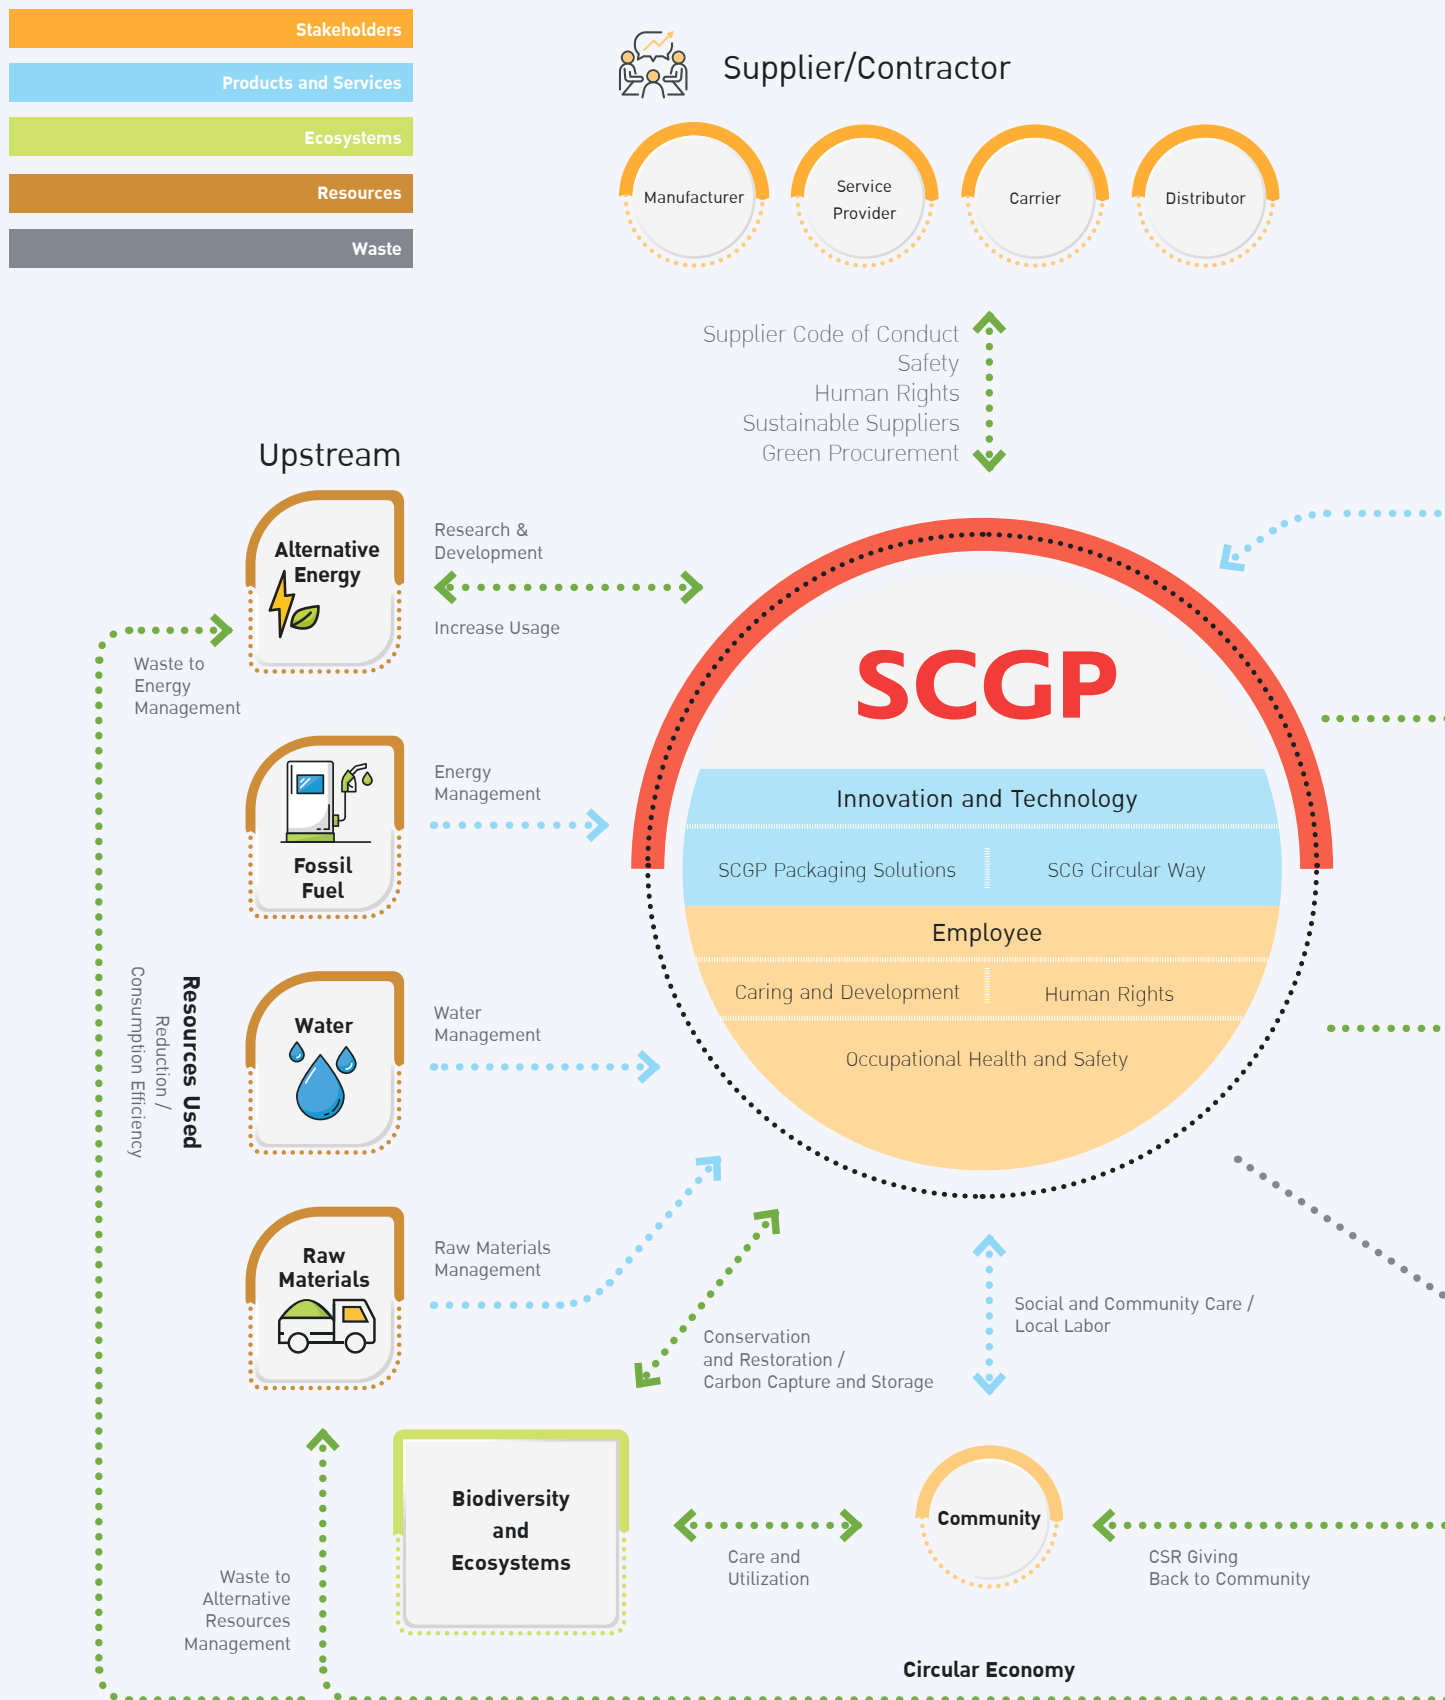 Stakeholders
Products and Services
Ecosystems
Resources
Waste
Supplier/Contractor
Manufacturer
Service
Provider
Carrier
Distributor
Supplier Code of Conduct
Safety
Human Rights
Sustainable Suppliers
Green Procurement
Upstream
Alternative
Energy
Research &
Development
Increase Usage
Waste to
Energy
Management
Fossil
Fuel
Energy
Management
Resources Used
Reduction /
Consumption Efficiency
Water
Water
Management
Raw
Materials
Raw Materials
Management
SCGP
Innovation and Technology
SCGP Packaging Solutions
SCG Circular Way
Employee
Caring and Development
Human Rights
Occupational Health and Safety
Conservation
and Restoration /
Carbon Capture and Storage
Social and Community Care /
Local Labor
Biodiversity
and
Ecosystems
Care and
Utilization
Community
CSR Giving
Back to Community
Waste to
Alternative
Resources
Management
Circular Economy